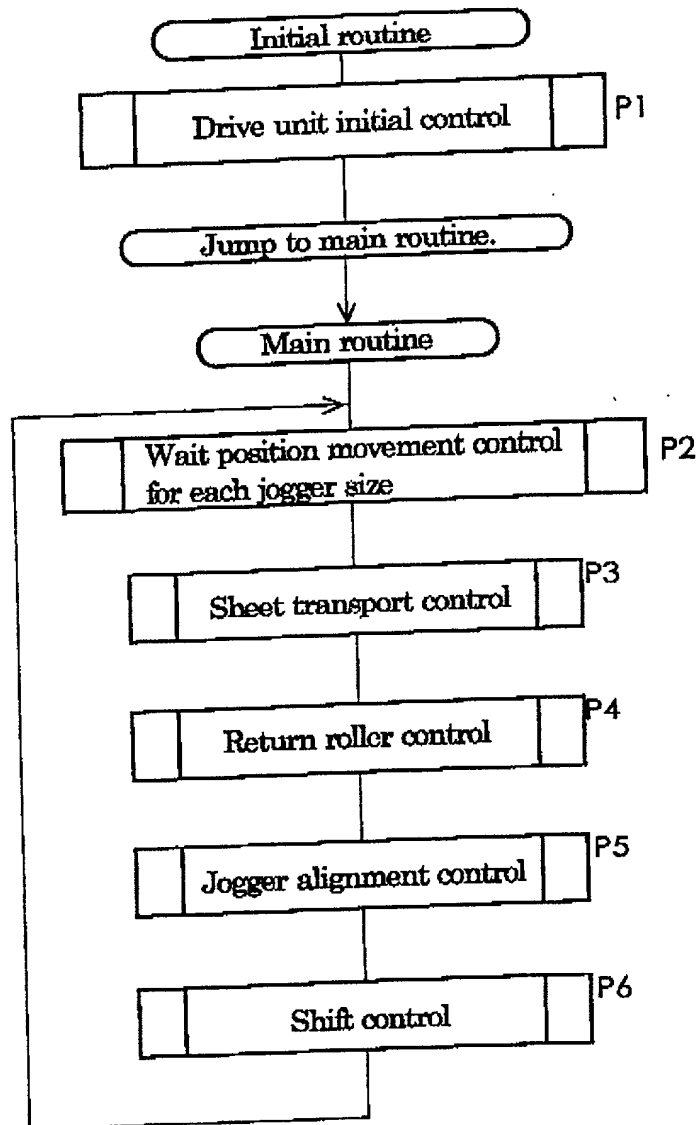 Initial routine
Drive unit initial control
P1
Jump to main routine.
Main routine
Wait position movement control
for each jogger size
P2
Sheet transport control
P3
Return roller control
P4
Jogger alignment control
P5
Shift control
P6